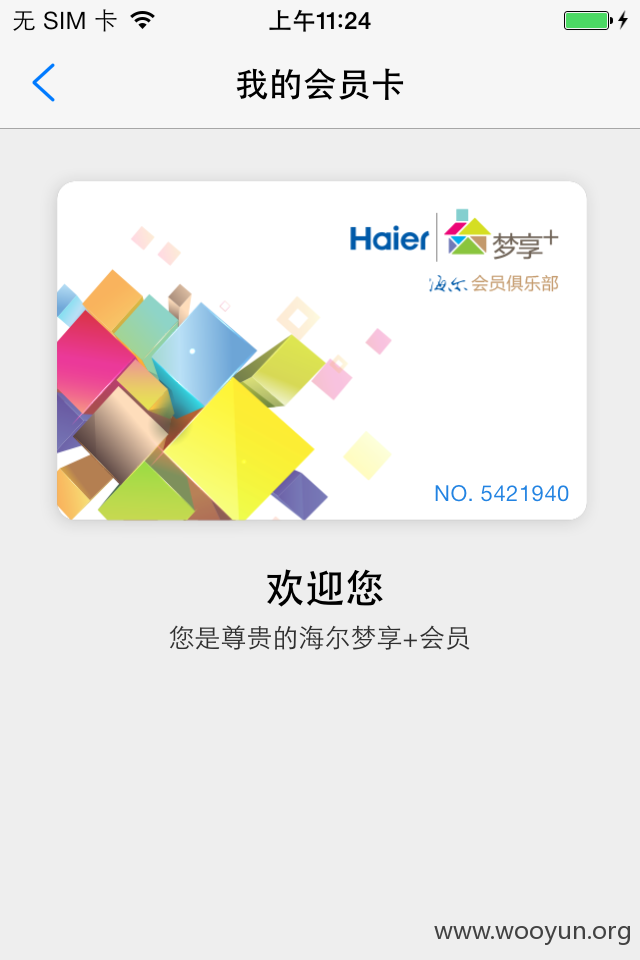 无 SIM 卡 上午11:24
我的会员卡
Haier 梦享+
海尔 会员俱乐部
NO. 5421940
欢迎您
您是尊贵的海尔梦享+会员
www.wooyun.org